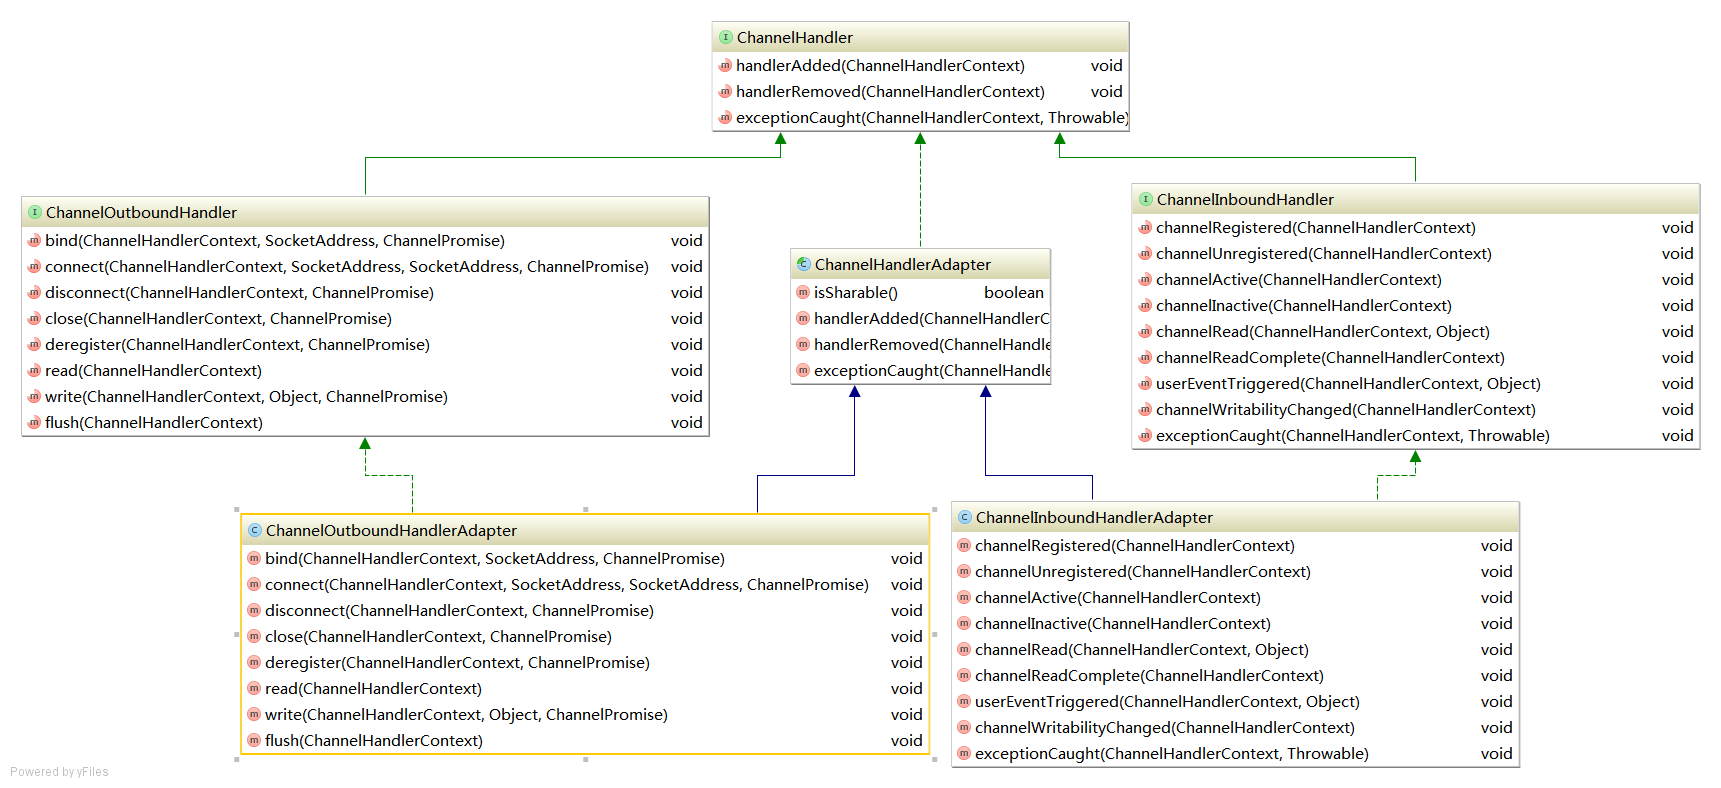 ChannelHandler
handlerAdded(ChannelHandlerContext) void
handlerRemoved(ChannelHandlerContext) void
exceptionCaught(ChannelHandlerContext, Throwable)
ChannelOutboundHandler
bind(ChannelHandlerContext, SocketAddress, ChannelPromise) void
connect(ChannelHandlerContext, SocketAddress, SocketAddress, ChannelPromise) void
disconnect(ChannelHandlerContext, ChannelPromise) void
close(ChannelHandlerContext, ChannelPromise) void
deregister(ChannelHandlerContext, ChannelPromise) void
read(ChannelHandlerContext) void
write(ChannelHandlerContext, Object, ChannelPromise) void
flush(ChannelHandlerContext) void
ChannelHandlerAdapter
isSharable() boolean
handlerAdded(ChannelHandlerC
handlerRemoved(ChannelHandle
exceptionCaught(ChannelHandle
ChannelInboundHandler
channelRegistered(ChannelHandlerContext) void
channelUnregistered(ChannelHandlerContext) void
channelActive(ChannelHandlerContext) void
channelInactive(ChannelHandlerContext) void
channelRead(ChannelHandlerContext, Object) void
channelReadComplete(ChannelHandlerContext) void
userEventTriggered(ChannelHandlerContext, Object) void
channelWritabilityChanged(ChannelHandlerContext) void
exceptionCaught(ChannelHandlerContext, Throwable) void
ChannelOutboundHandlerAdapter
bind(ChannelHandlerContext, SocketAddress, ChannelPromise) void
connect(ChannelHandlerContext, SocketAddress, SocketAddress, ChannelPromise) void
disconnect(ChannelHandlerContext, ChannelPromise) void
close(ChannelHandlerContext, ChannelPromise) void
deregister(ChannelHandlerContext, ChannelPromise) void
read(ChannelHandlerContext) void
write(ChannelHandlerContext, Object, ChannelPromise) void
flush(ChannelHandlerContext) void
ChannelInboundHandlerAdapter
channelRegistered(ChannelHandlerContext) void
channelUnregistered(ChannelHandlerContext) void
channelActive(ChannelHandlerContext) void
channelInactive(ChannelHandlerContext) void
channelRead(ChannelHandlerContext, Object) void
channelReadComplete(ChannelHandlerContext) void
userEventTriggered(ChannelHandlerContext, Object) void
channelWritabilityChanged(ChannelHandlerContext) void
exceptionCaught(ChannelHandlerContext, Throwable) void
Powered by yFiles